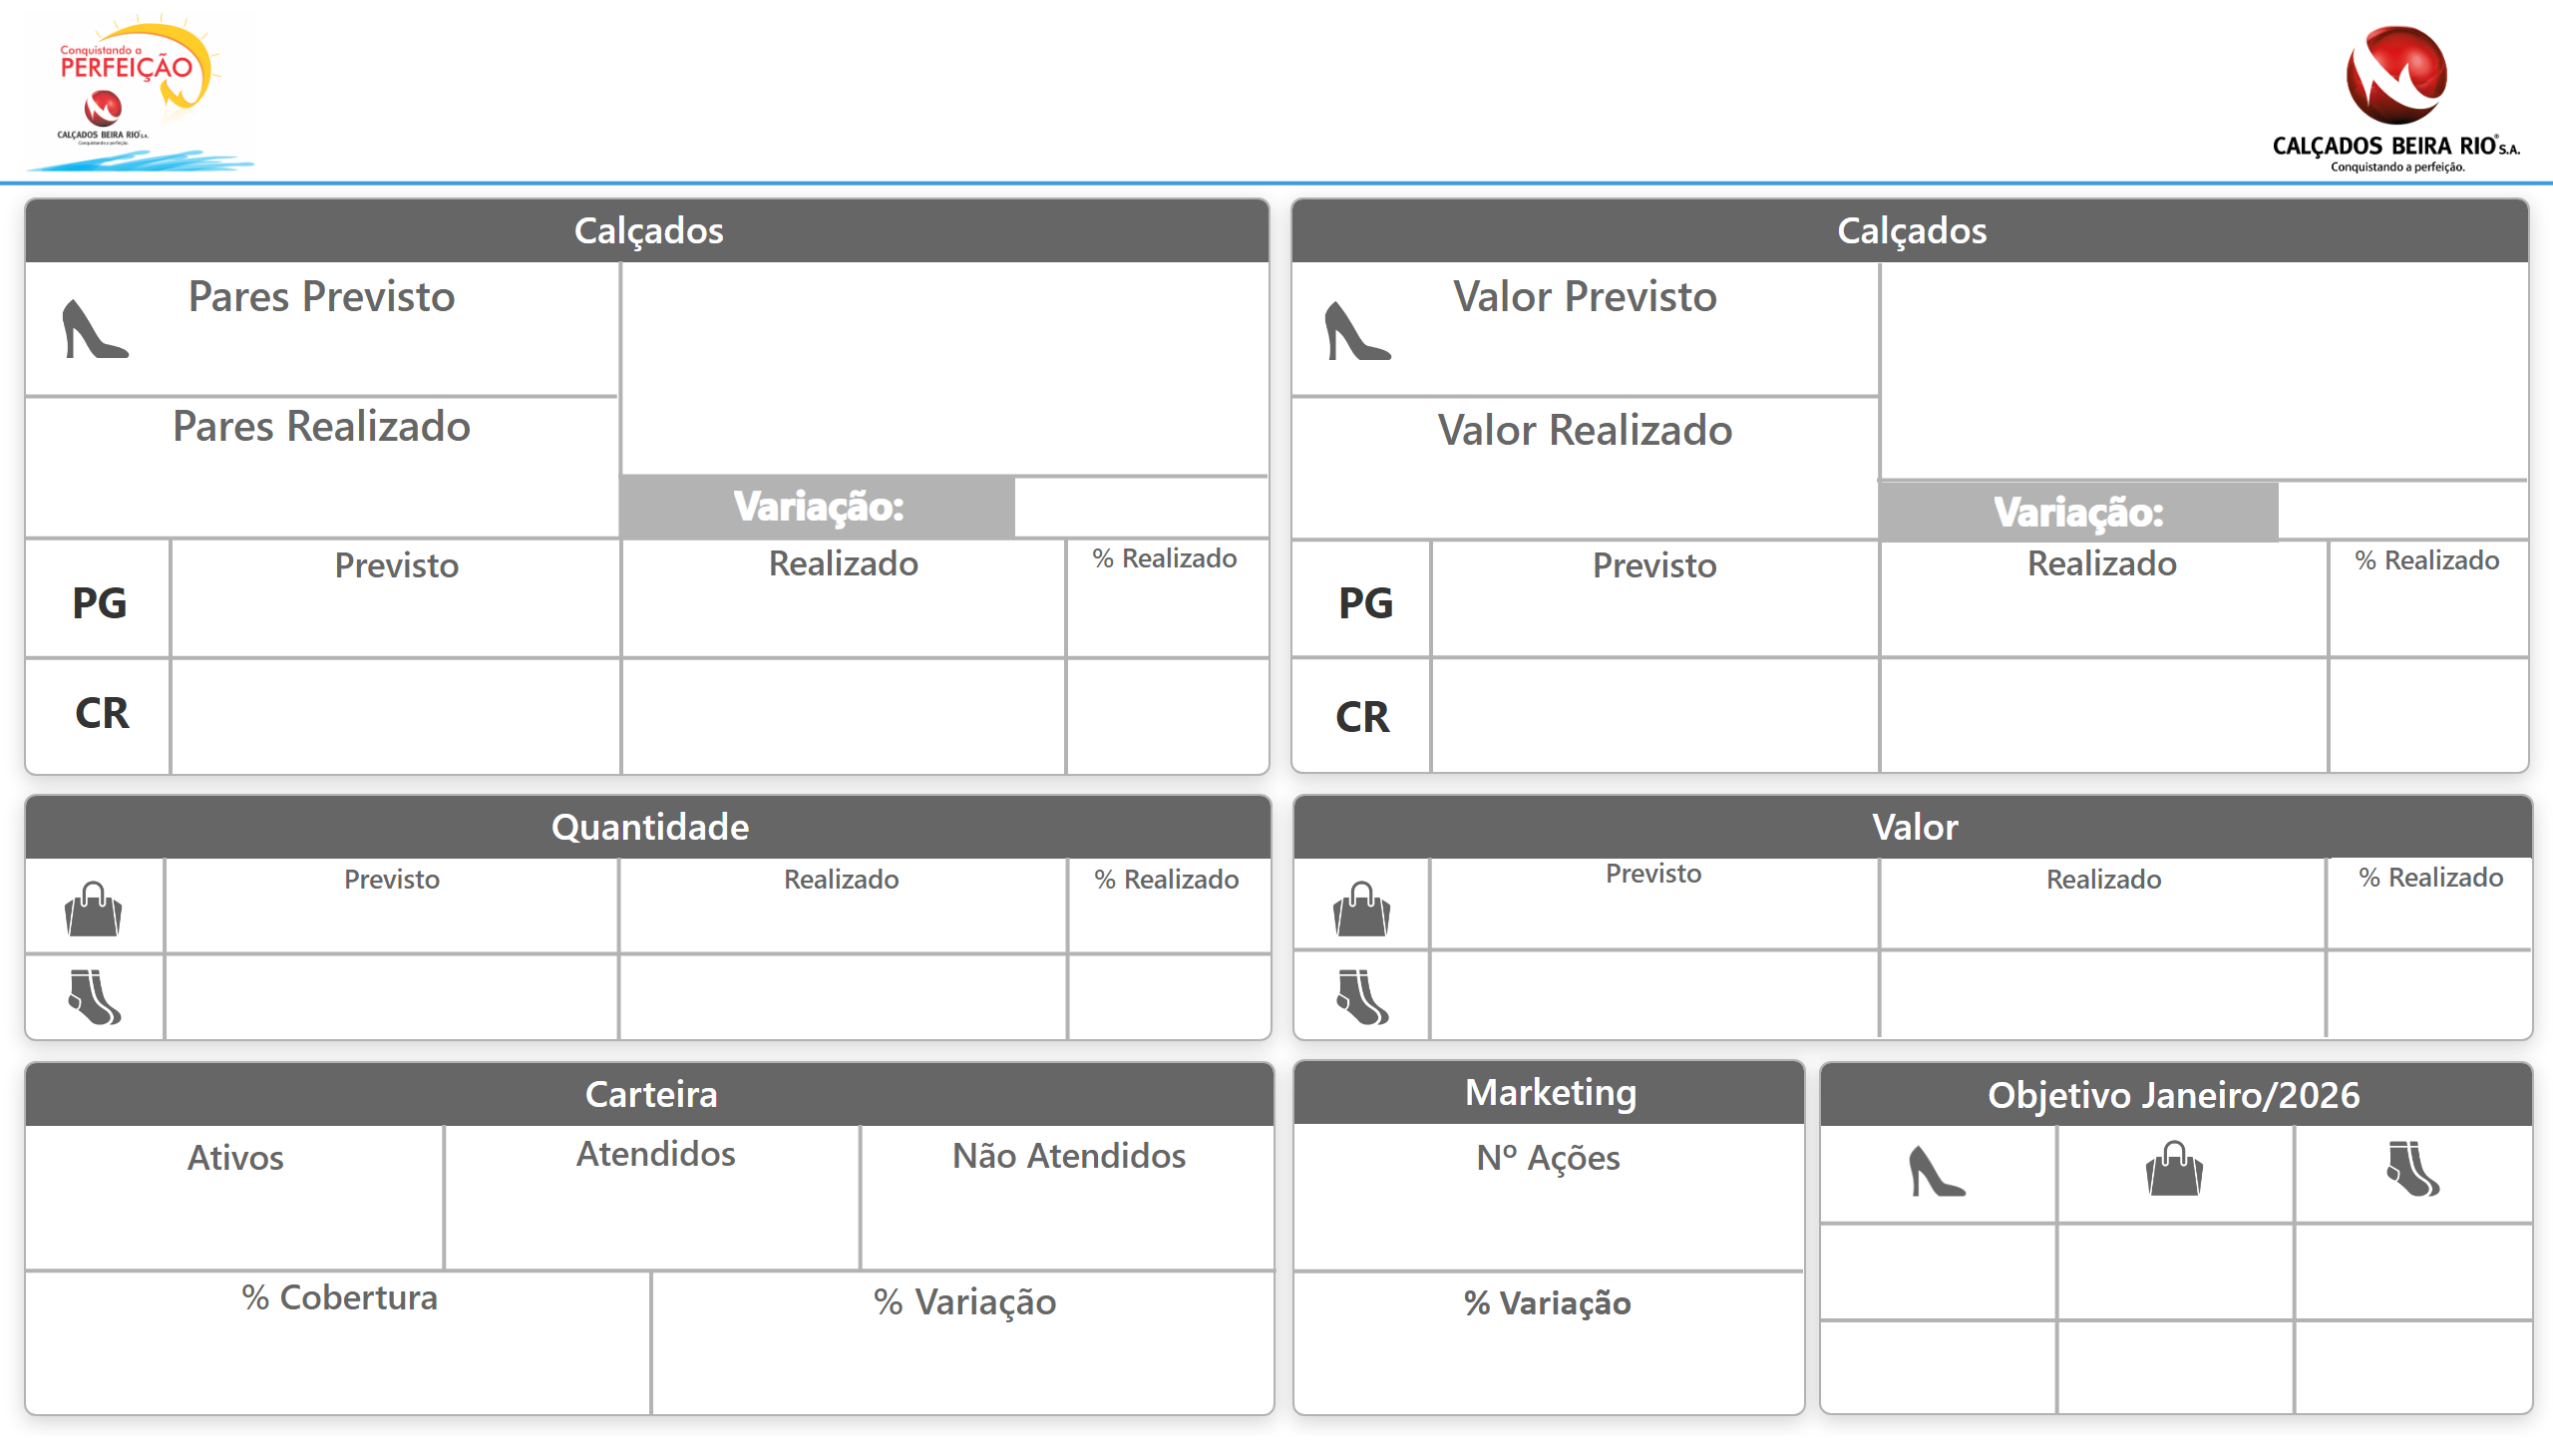 Conquistando a
PERFEIÇÃO
CALÇADOS BEIRA RIO S.A.
Conquistando a perfeição.
CALÇADOS BEIRA RIO® S.A.
Conquistando a perfeição.
Calçados
Pares Previsto
Pares Realizado
Variação:
Previsto
Realizado
% Realizado
PG
CR
Calçados
Valor Previsto
Valor Realizado
Variação:
Previsto
Realizado
% Realizado
PG
CR
Quantidade
Previsto
Realizado
% Realizado
Valor
Previsto
Realizado
% Realizado
Carteira
Ativos
Atendidos
Não Atendidos
% Cobertura
% Variação
Marketing
Nº Ações
% Variação
Objetivo Janeiro/2026